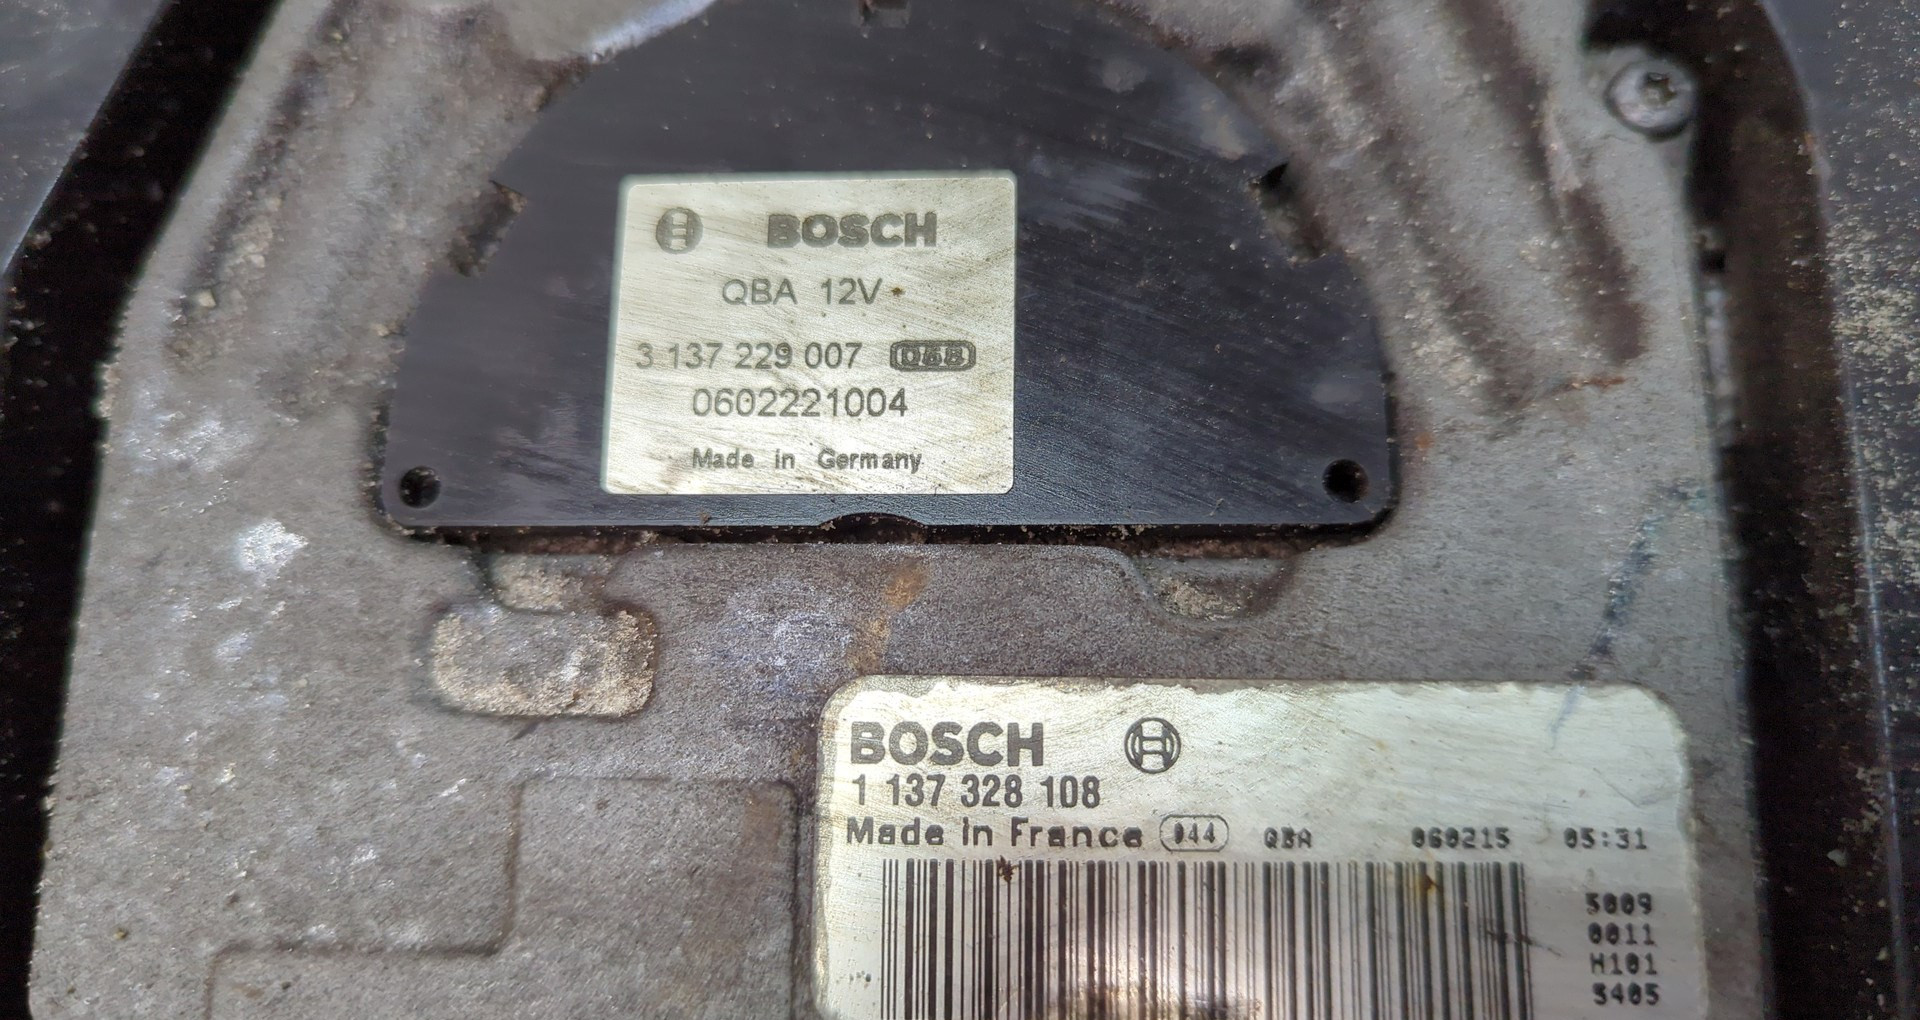 BOSCH
QBA 12V
3 137 229 007
0602221004
Made in Germany
BOSCH
1 137 328 108
Made in France 044 QBA 060215 05:31
5009
0011
H101
5405